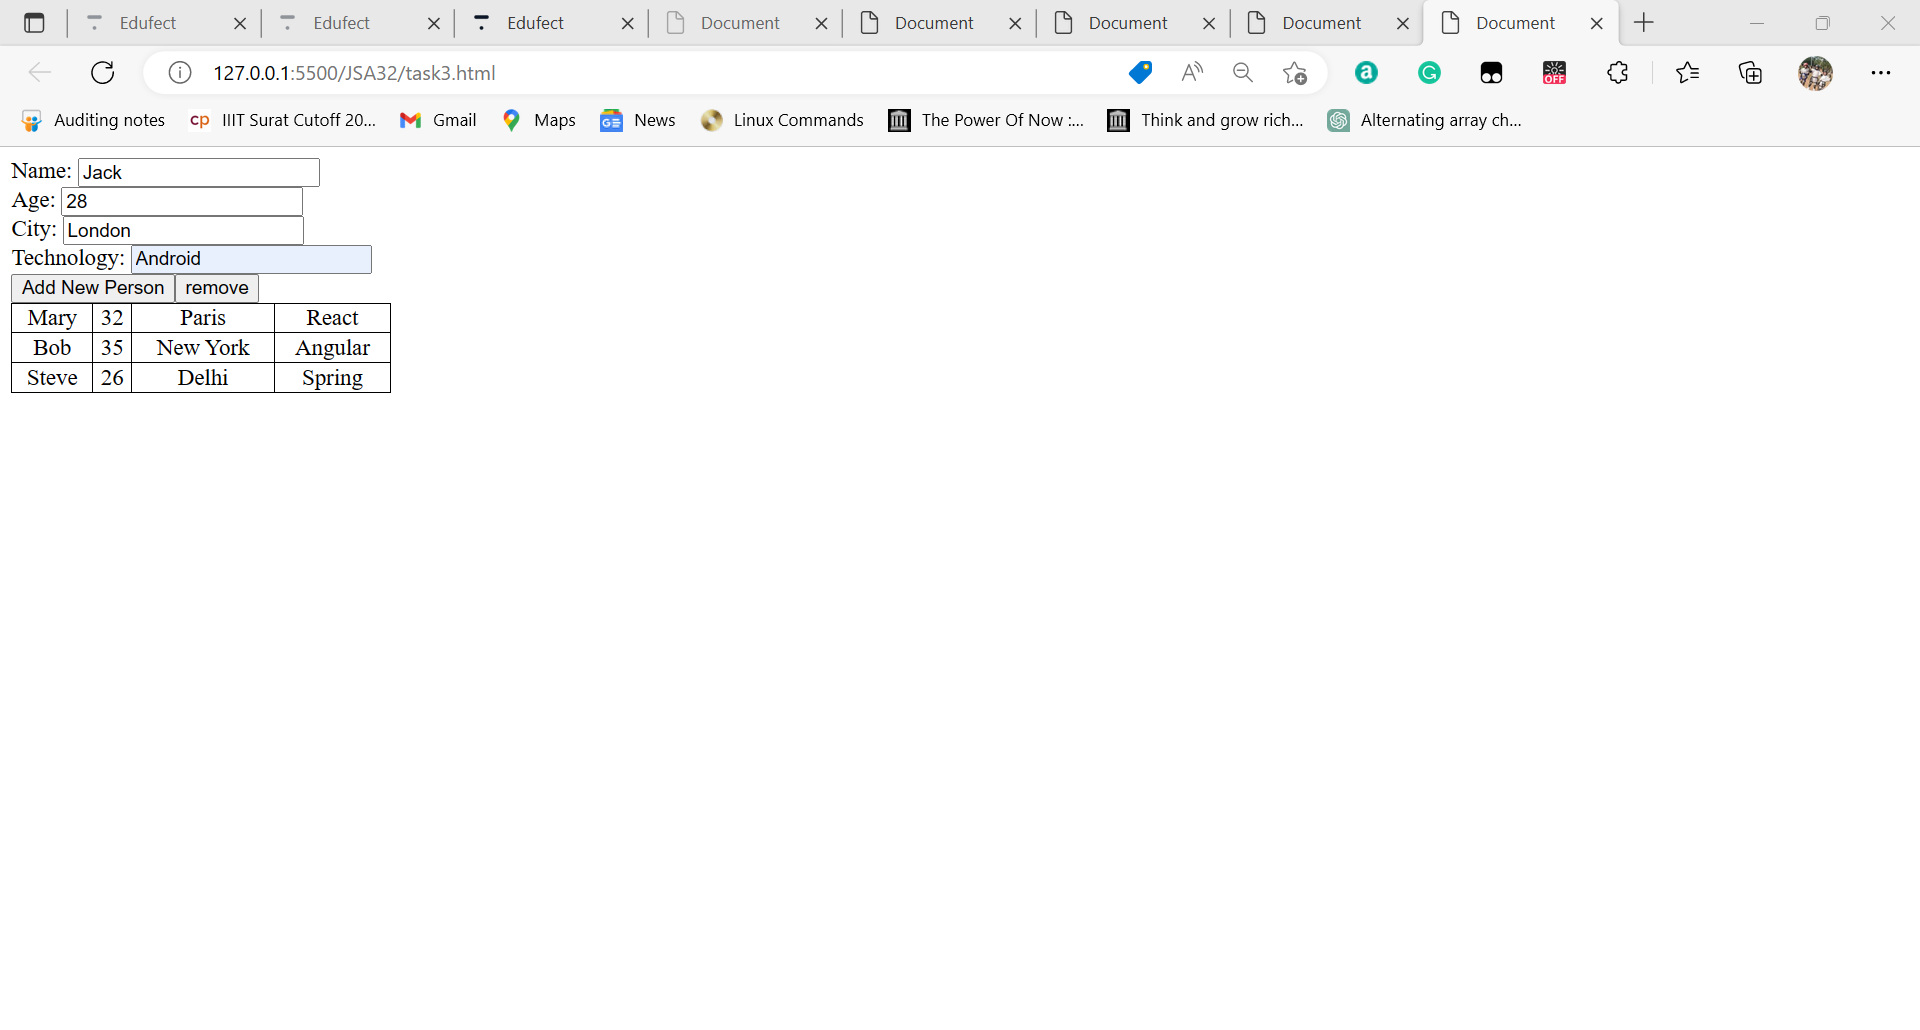 Edufect Edufect Edufect Document Document Document Document Document
127.0.0.1:5500/JSA32/task3.html A a G OFF
Auditing notes cp IIIT Surat Cutoff 20... Gmail Maps GE News Linux Commands The Power Of Now :... Think and grow rich... Alternating array ch...
Name: Jack
Age: 28
City: London
Technology: Android
Add New Person remove
Mary 32 Paris React
Bob 35 New York Angular
Steve 26 Delhi Spring